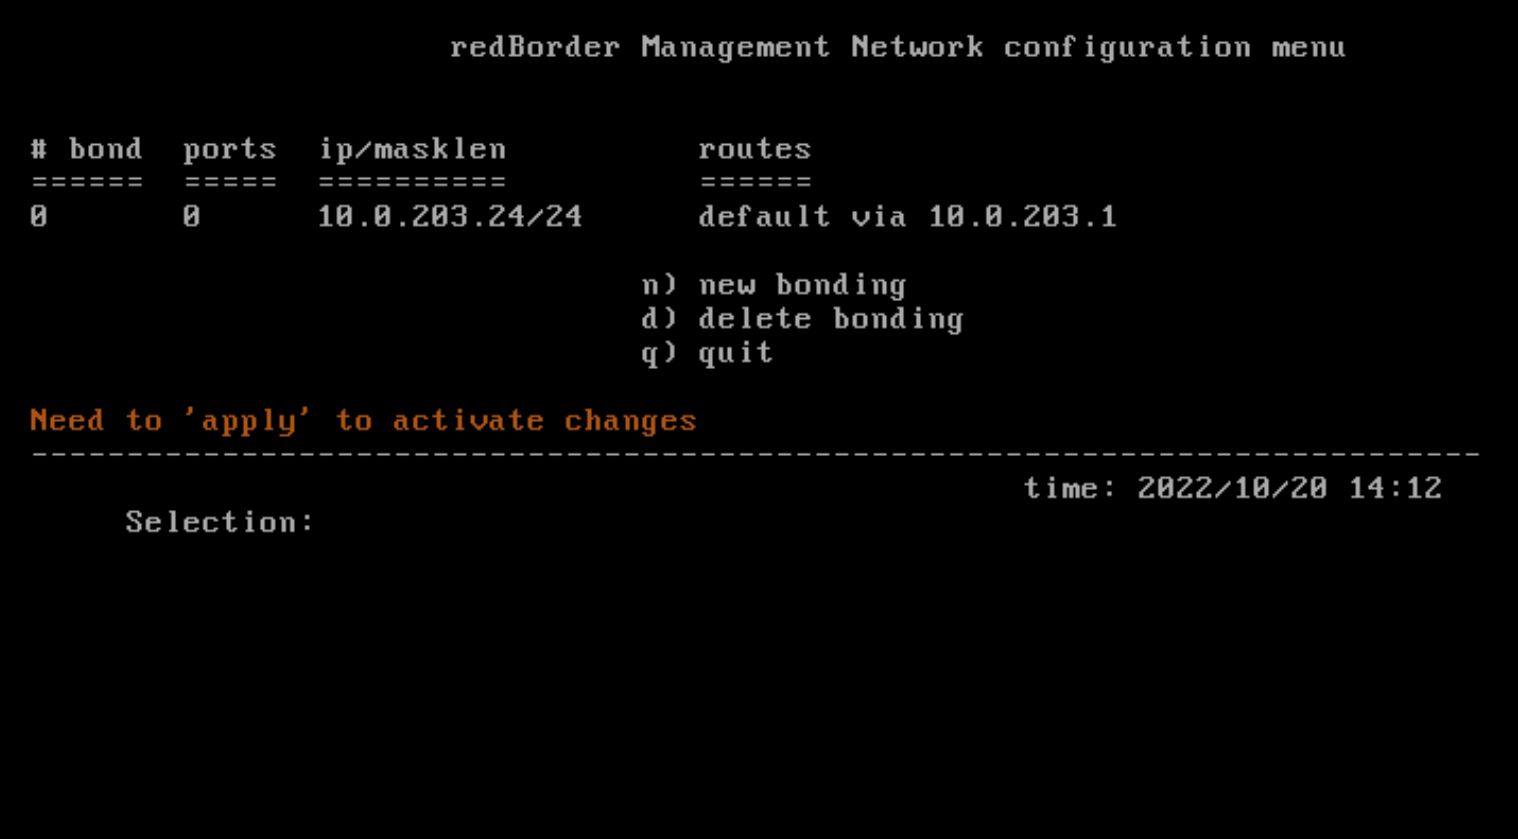 redBorder Management Network configuration menu
# bond  ports  ip/masklen          routes
======  =====  ==========          ======
0       0      10.0.203.24/24      default via 10.0.203.1
n) new bonding
d) delete bonding
q) quit
Need to 'apply' to activate changes
----------------------------------------------------------------------------
time: 2022/10/20 14:12
Selection: